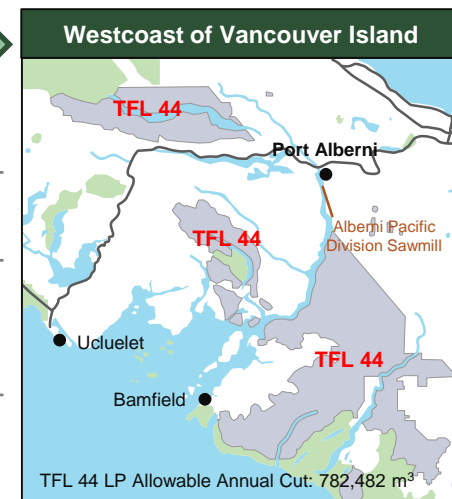 Westcoast of Vancouver Island
TFL 44
Port Alberni
Alberni Pacific
Division Sawmill
TFL 44
Ucluelet
TFL 44
Bamfield
TFL 44 LP Allowable Annual Cut: 782,482 m³